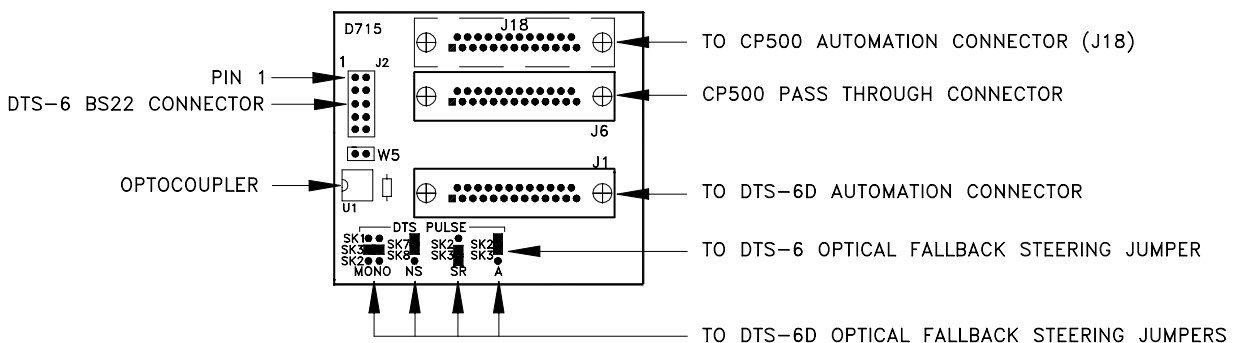 D715
J18
TO CP500 AUTOMATION CONNECTOR (J18)
1
J2
PIN 1
DTS-6 BS22 CONNECTOR
CP500 PASS THROUGH CONNECTOR
J6
W5
J1
OPTOCOUPLER
U1
TO DTS-6D AUTOMATION CONNECTOR
DTS PULSE
SK1
SK3
SK2
MONO
SK7
SK8
NS
SK2
SK3
SR
SK2
SK3
A
TO DTS-6 OPTICAL FALLBACK STEERING JUMPER
TO DTS-6D OPTICAL FALLBACK STEERING JUMPERS